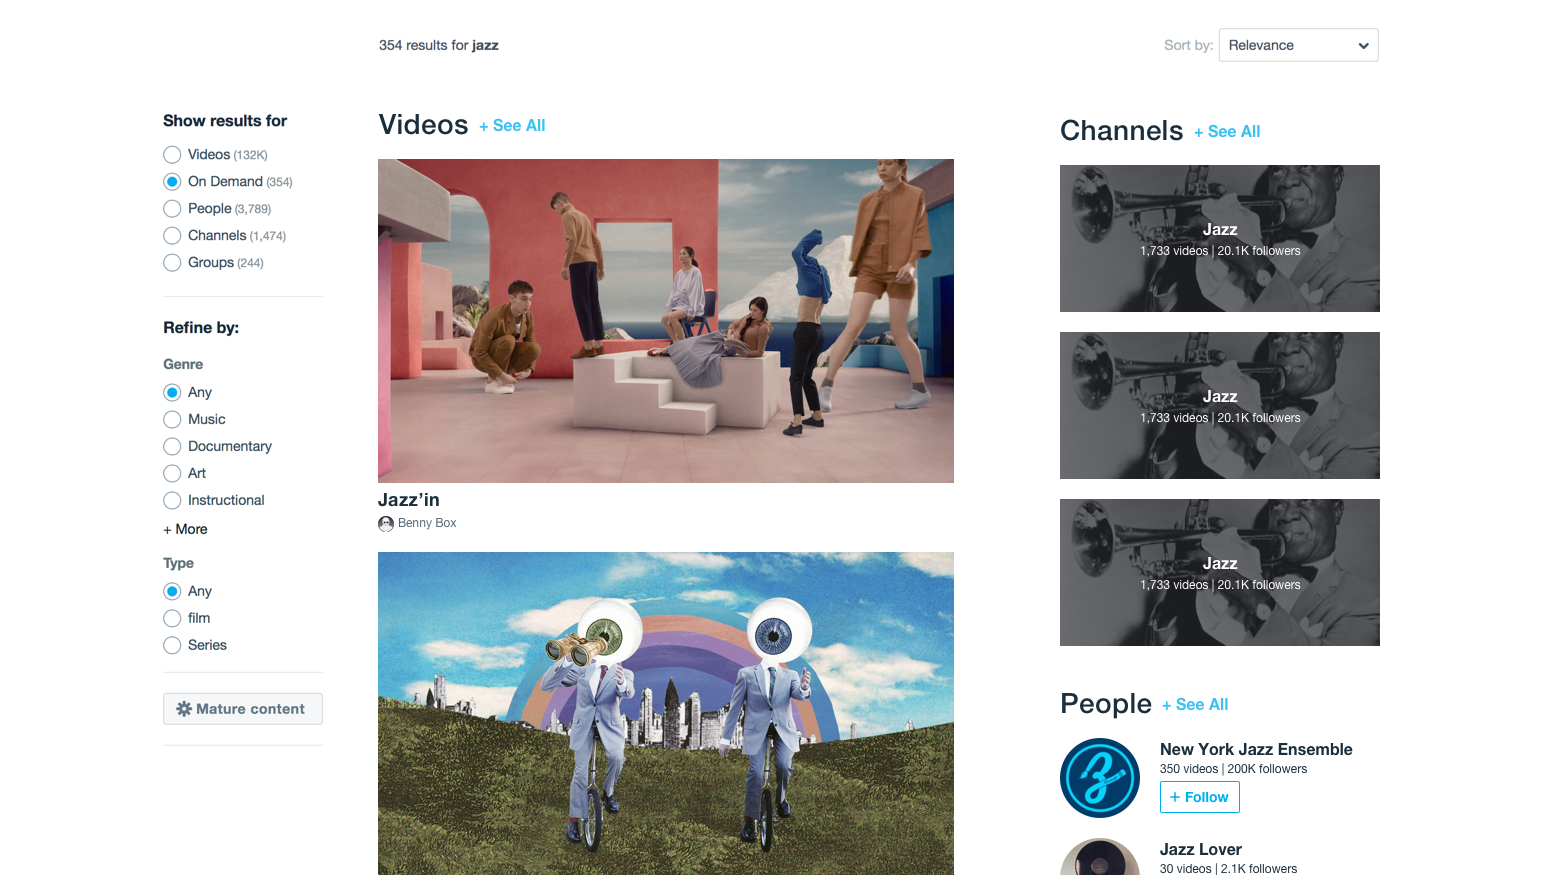 354 results for jazz
Sort by: Relevance
Show results for
Videos (132K)
On Demand (354)
People (3,789)
Channels (1,474)
Groups (244)
Refine by:
Genre
Any
Music
Documentary
Art
Instructional
+ More
Type
Any
film
Series
Mature content
Videos + See All
Jazz’in
Benny Box
Channels + See All
Jazz
1,733 videos | 20.1K followers
Jazz
1,733 videos | 20.1K followers
Jazz
1,733 videos | 20.1K followers
People + See All
New York Jazz Ensemble
350 videos | 200K followers
+ Follow
Jazz Lover
30 videos | 2.1K followers